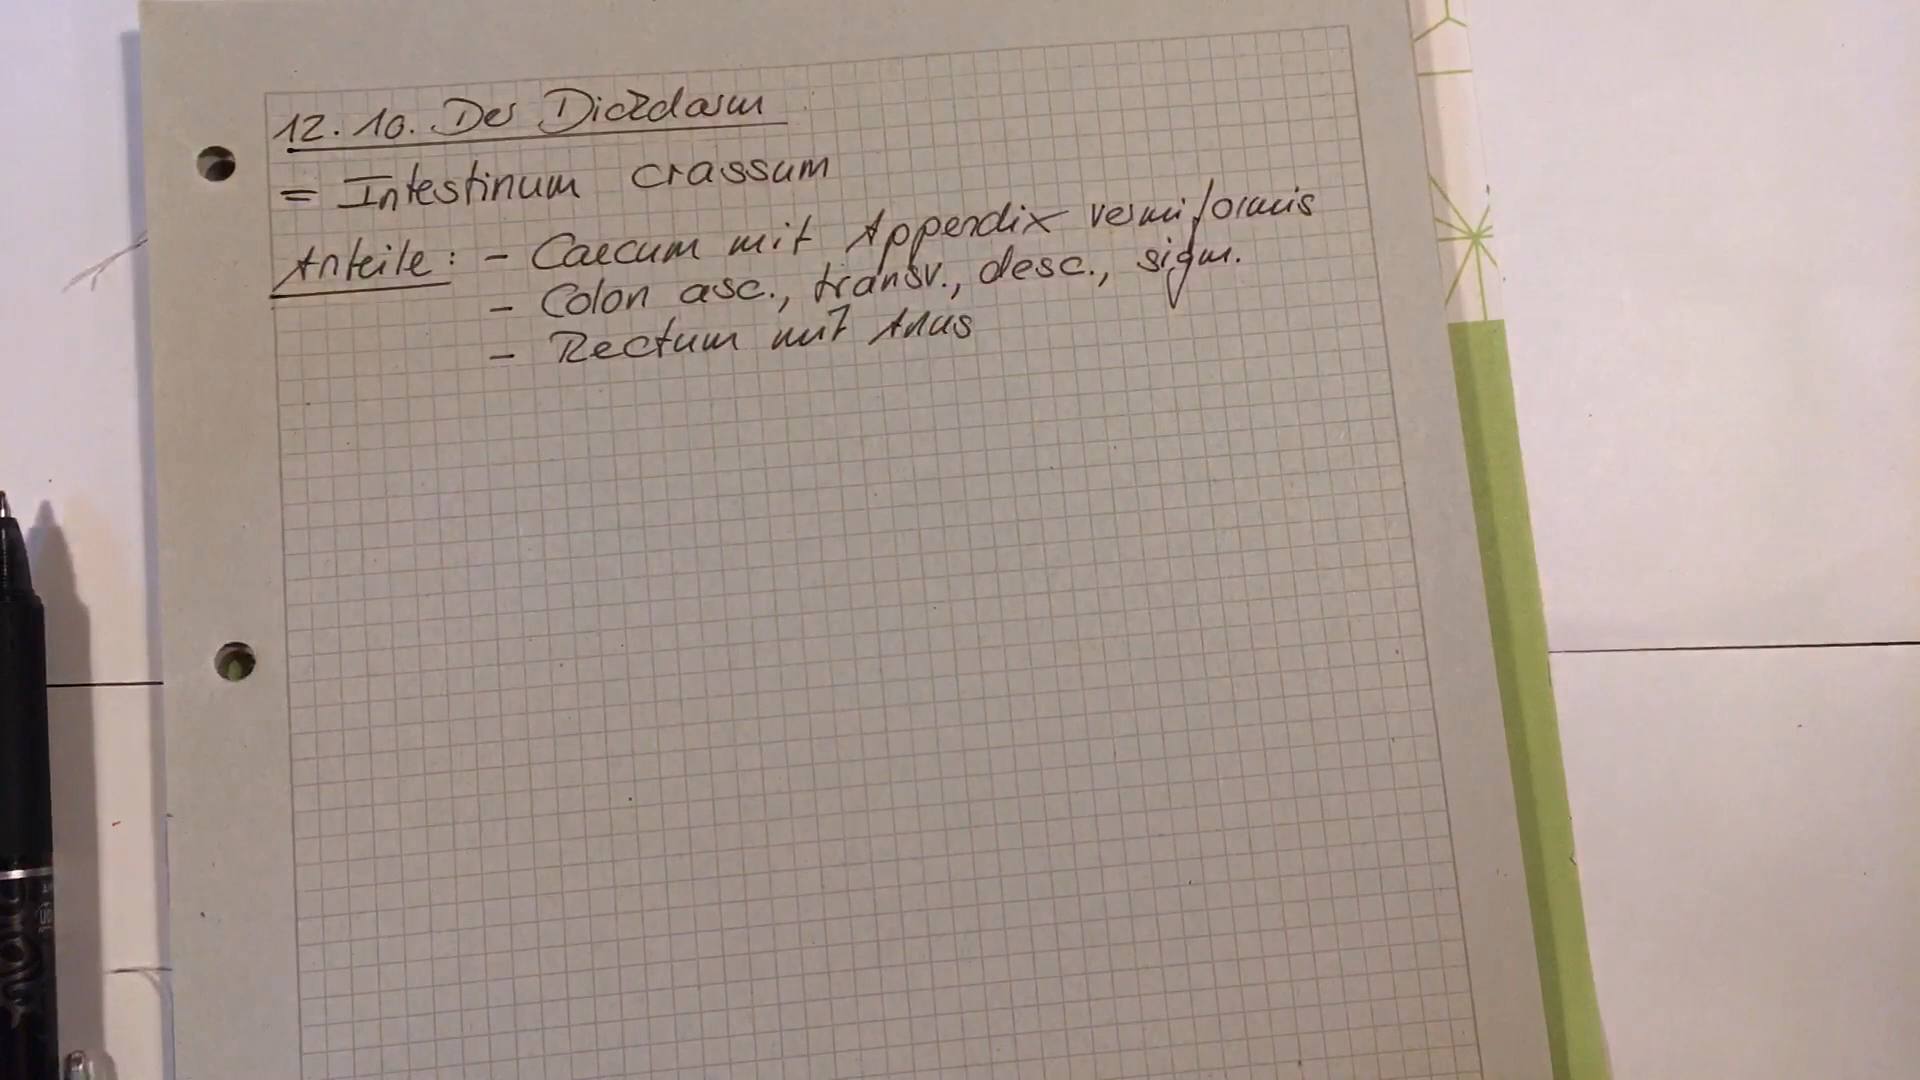 12.10. Der Dickdarm
= Intestinum crassum
Anteile: - Caecum mit Appendix vermiformis
- Colon asc., transv., desc., sigm.
- Rectum mit Anus